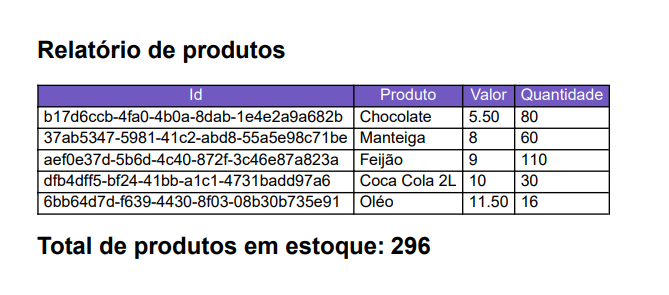 Relatório de produtos
Id Produto Valor Quantidade
b17d6ccb-4fa0-4b0a-8dab-1e4e2a9a682b Chocolate 5.50 80
37ab5347-5981-41c2-abd8-55a5e98c71be Manteiga 8 60
aef0e37d-5b6d-4c40-872f-3c46e87a823a Feijão 9 110
dfb4dff5-bf24-41bb-a1c1-4731badd97a6 Coca Cola 2L 10 30
6bb64d7d-f639-4430-8f03-08b30b735e91 Oléo 11.50 16
Total de produtos em estoque: 296